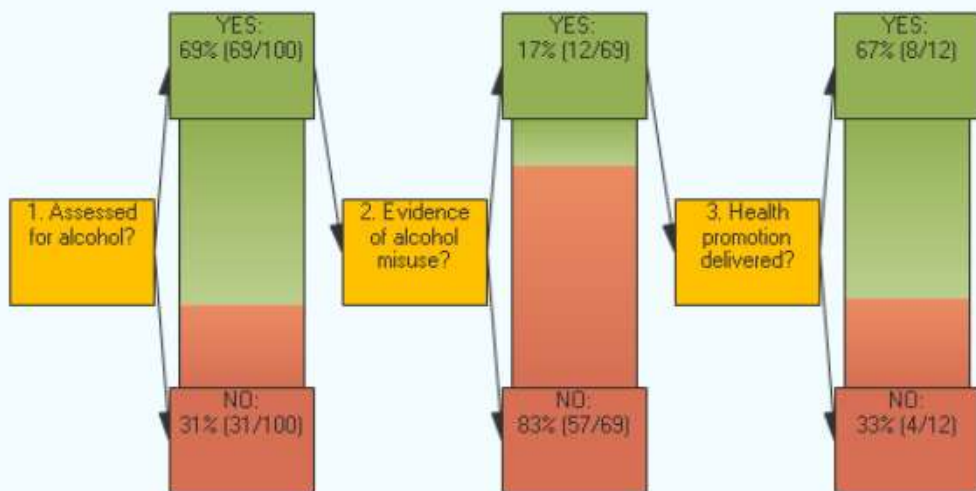 YES:
69% (69/100)
YES:
17% (12/69)
YES:
67% (8/12)
1. Assessed
for alcohol?
2. Evidence
of alcohol
misuse?
3. Health
promotion
delivered?
NO:
31% (31/100)
NO:
83% (57/69)
NO:
33% (4/12)